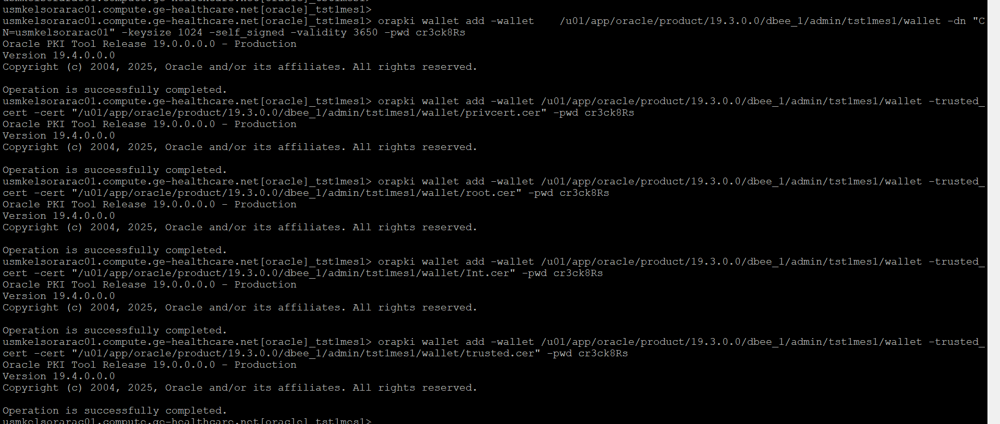 usmkelsorarac01.compute.ge-healthcare.net[oracle]_tst1mes1>
usmkelsorarac01.compute.ge-healthcare.net[oracle]_tst1mes1>
usmkelsorarac01.compute.ge-healthcare.net[oracle]_tst1mes1> orapki wallet add -wallet    /u01/app/oracle/product/19.3.0.0/dbee_1/admin/tst1mes1/wallet -dn "C
N=usmkelsorarac01" -keysize 1024 -self_signed -validity 3650 -pwd cr3ck8Rs
Oracle PKI Tool Release 19.0.0.0.0 - Production
Version 19.4.0.0.0
Copyright (c) 2004, 2025, Oracle and/or its affiliates. All rights reserved.
Operation is successfully completed.
usmkelsorarac01.compute.ge-healthcare.net[oracle]_tst1mes1> orapki wallet add -wallet /u01/app/oracle/product/19.3.0.0/dbee_1/admin/tst1mes1/wallet -trusted_
cert -cert "/u01/app/oracle/product/19.3.0.0/dbee_1/admin/tst1mes1/wallet/privcert.cer" -pwd cr3ck8Rs
Oracle PKI Tool Release 19.0.0.0.0 - Production
Version 19.4.0.0.0
Copyright (c) 2004, 2025, Oracle and/or its affiliates. All rights reserved.
Operation is successfully completed.
usmkelsorarac01.compute.ge-healthcare.net[oracle]_tst1mes1> orapki wallet add -wallet /u01/app/oracle/product/19.3.0.0/dbee_1/admin/tst1mes1/wallet -trusted_
cert -cert "/u01/app/oracle/product/19.3.0.0/dbee_1/admin/tst1mes1/wallet/root.cer" -pwd cr3ck8Rs
Oracle PKI Tool Release 19.0.0.0.0 - Production
Version 19.4.0.0.0
Copyright (c) 2004, 2025, Oracle and/or its affiliates. All rights reserved.
Operation is successfully completed.
usmkelsorarac01.compute.ge-healthcare.net[oracle]_tst1mes1> orapki wallet add -wallet /u01/app/oracle/product/19.3.0.0/dbee_1/admin/tst1mes1/wallet -trusted_
cert -cert "/u01/app/oracle/product/19.3.0.0/dbee_1/admin/tst1mes1/wallet/Int.cer" -pwd cr3ck8Rs
Oracle PKI Tool Release 19.0.0.0.0 - Production
Version 19.4.0.0.0
Copyright (c) 2004, 2025, Oracle and/or its affiliates. All rights reserved.
Operation is successfully completed.
usmkelsorarac01.compute.ge-healthcare.net[oracle]_tst1mes1> orapki wallet add -wallet /u01/app/oracle/product/19.3.0.0/dbee_1/admin/tst1mes1/wallet -trusted_
cert -cert "/u01/app/oracle/product/19.3.0.0/dbee_1/admin/tst1mes1/wallet/trusted.cer" -pwd cr3ck8Rs
Oracle PKI Tool Release 19.0.0.0.0 - Production
Version 19.4.0.0.0
Copyright (c) 2004, 2025, Oracle and/or its affiliates. All rights reserved.
Operation is successfully completed.
usmkelsorarac01.compute.ge-healthcare.net[oracle]_tst1mes1>